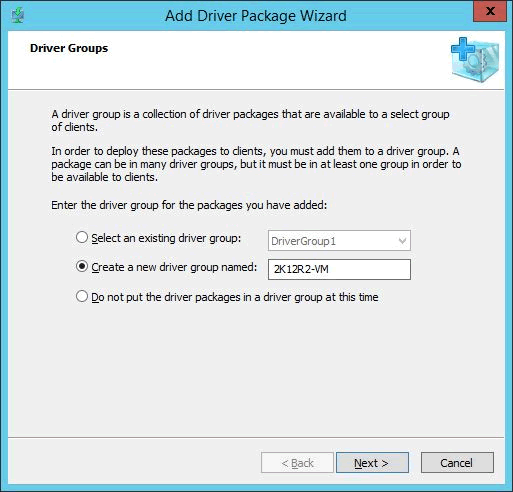 Add Driver Package Wizard
x
Driver Groups
A driver group is a collection of driver packages that are available to a select group
of clients.
In order to deploy these packages to clients, you must add them to a driver group. A
package can be in many driver groups, but it must be in at least one group in order to
be available to clients.
Enter the driver group for the packages you have added:
Select an existing driver group: DriverGroup1
Create a new driver group named: 2K12R2-VM
Do not put the driver packages in a driver group at this time
< Back Next > Cancel